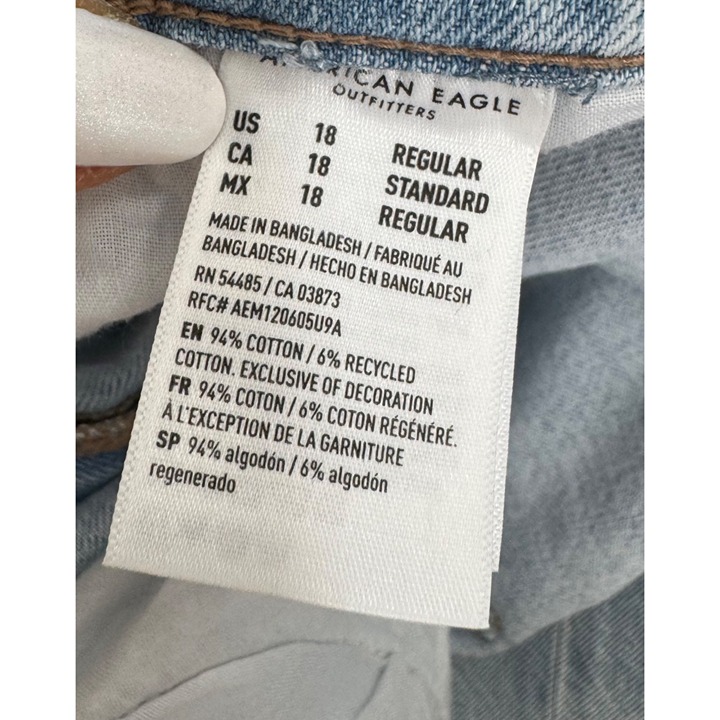 AMERICAN EAGLE
OUTFITTERS
US 18 REGULAR
CA 18 STANDARD
MX 18 REGULAR
MADE IN BANGLADESH / FABRIQUÉ AU
BANGLADESH / HECHO EN BANGLADESH
RN 54485 / CA 03873
RFC# AEM120605U9A
EN 94% COTTON / 6% RECYCLED
COTTON. EXCLUSIVE OF DECORATION
FR 94% COTON / 6% COTON RÉGÉNÉRÉ.
À L'EXCEPTION DE LA GARNITURE
SP 94% algodón / 6% algodón
regenerado